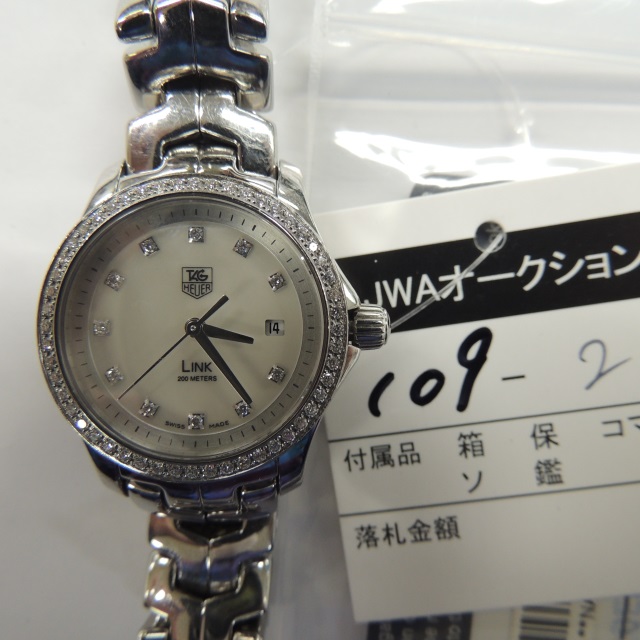 TAG
HEUER
14
LINK
200 METERS
SWISS MADE
JWAオークション
109-2
付属品 箱 保 コマ
ソ 鑑
落札金額